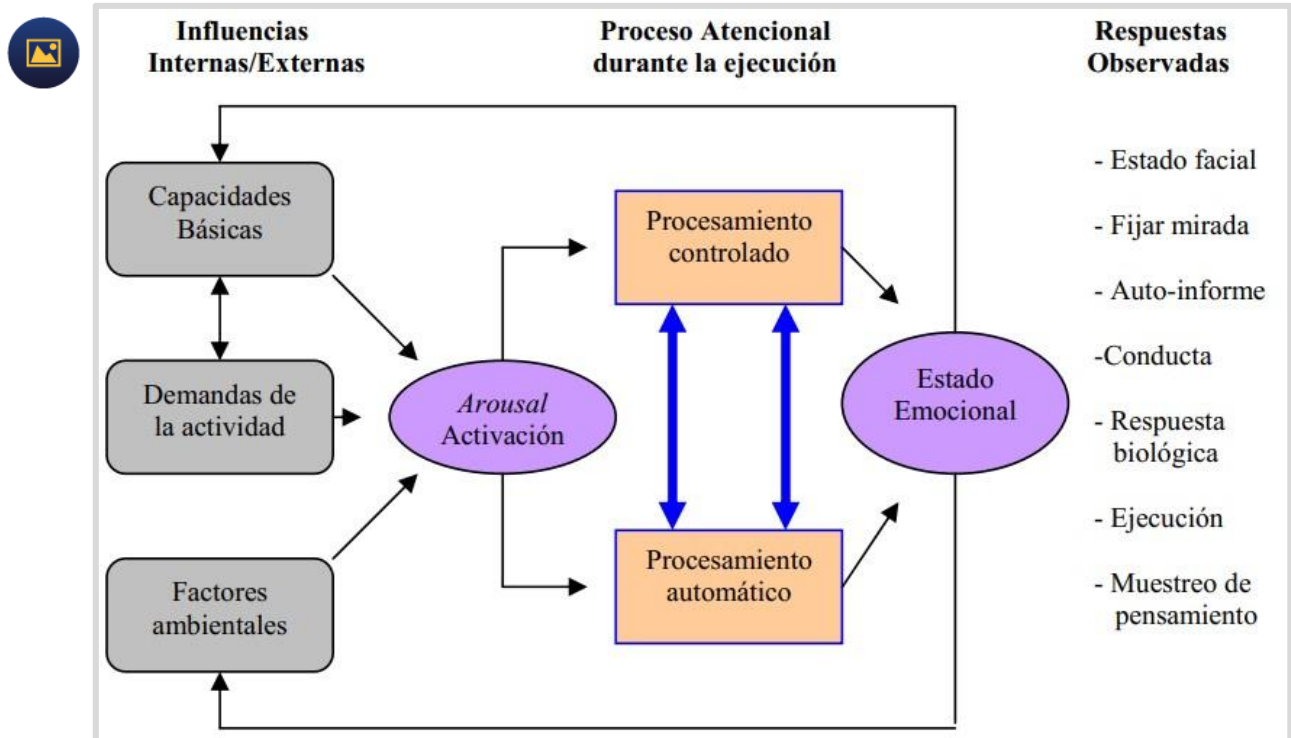 Influencias
Internas/Externas
Proceso Atencional
durante la ejecución
Respuestas
Observadas
Capacidades
Básicas
Demandas de
la actividad
Factores
ambientales
Arousal
Activación
Procesamiento
controlado
Procesamiento
automático
Estado
Emocional
- Estado facial
- Fijar mirada
- Auto-informe
-Conducta
- Respuesta
biológica
- Ejecución
- Muestreo de
pensamiento